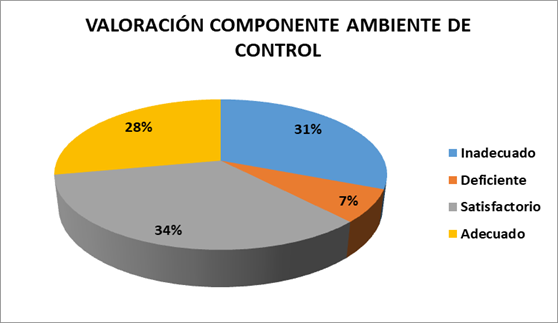 VALORACIÓN COMPONENTE AMBIENTE DE
CONTROL
28%
31%
7%
34%
Inadecuado
Deficiente
Satisfactorio
Adecuado